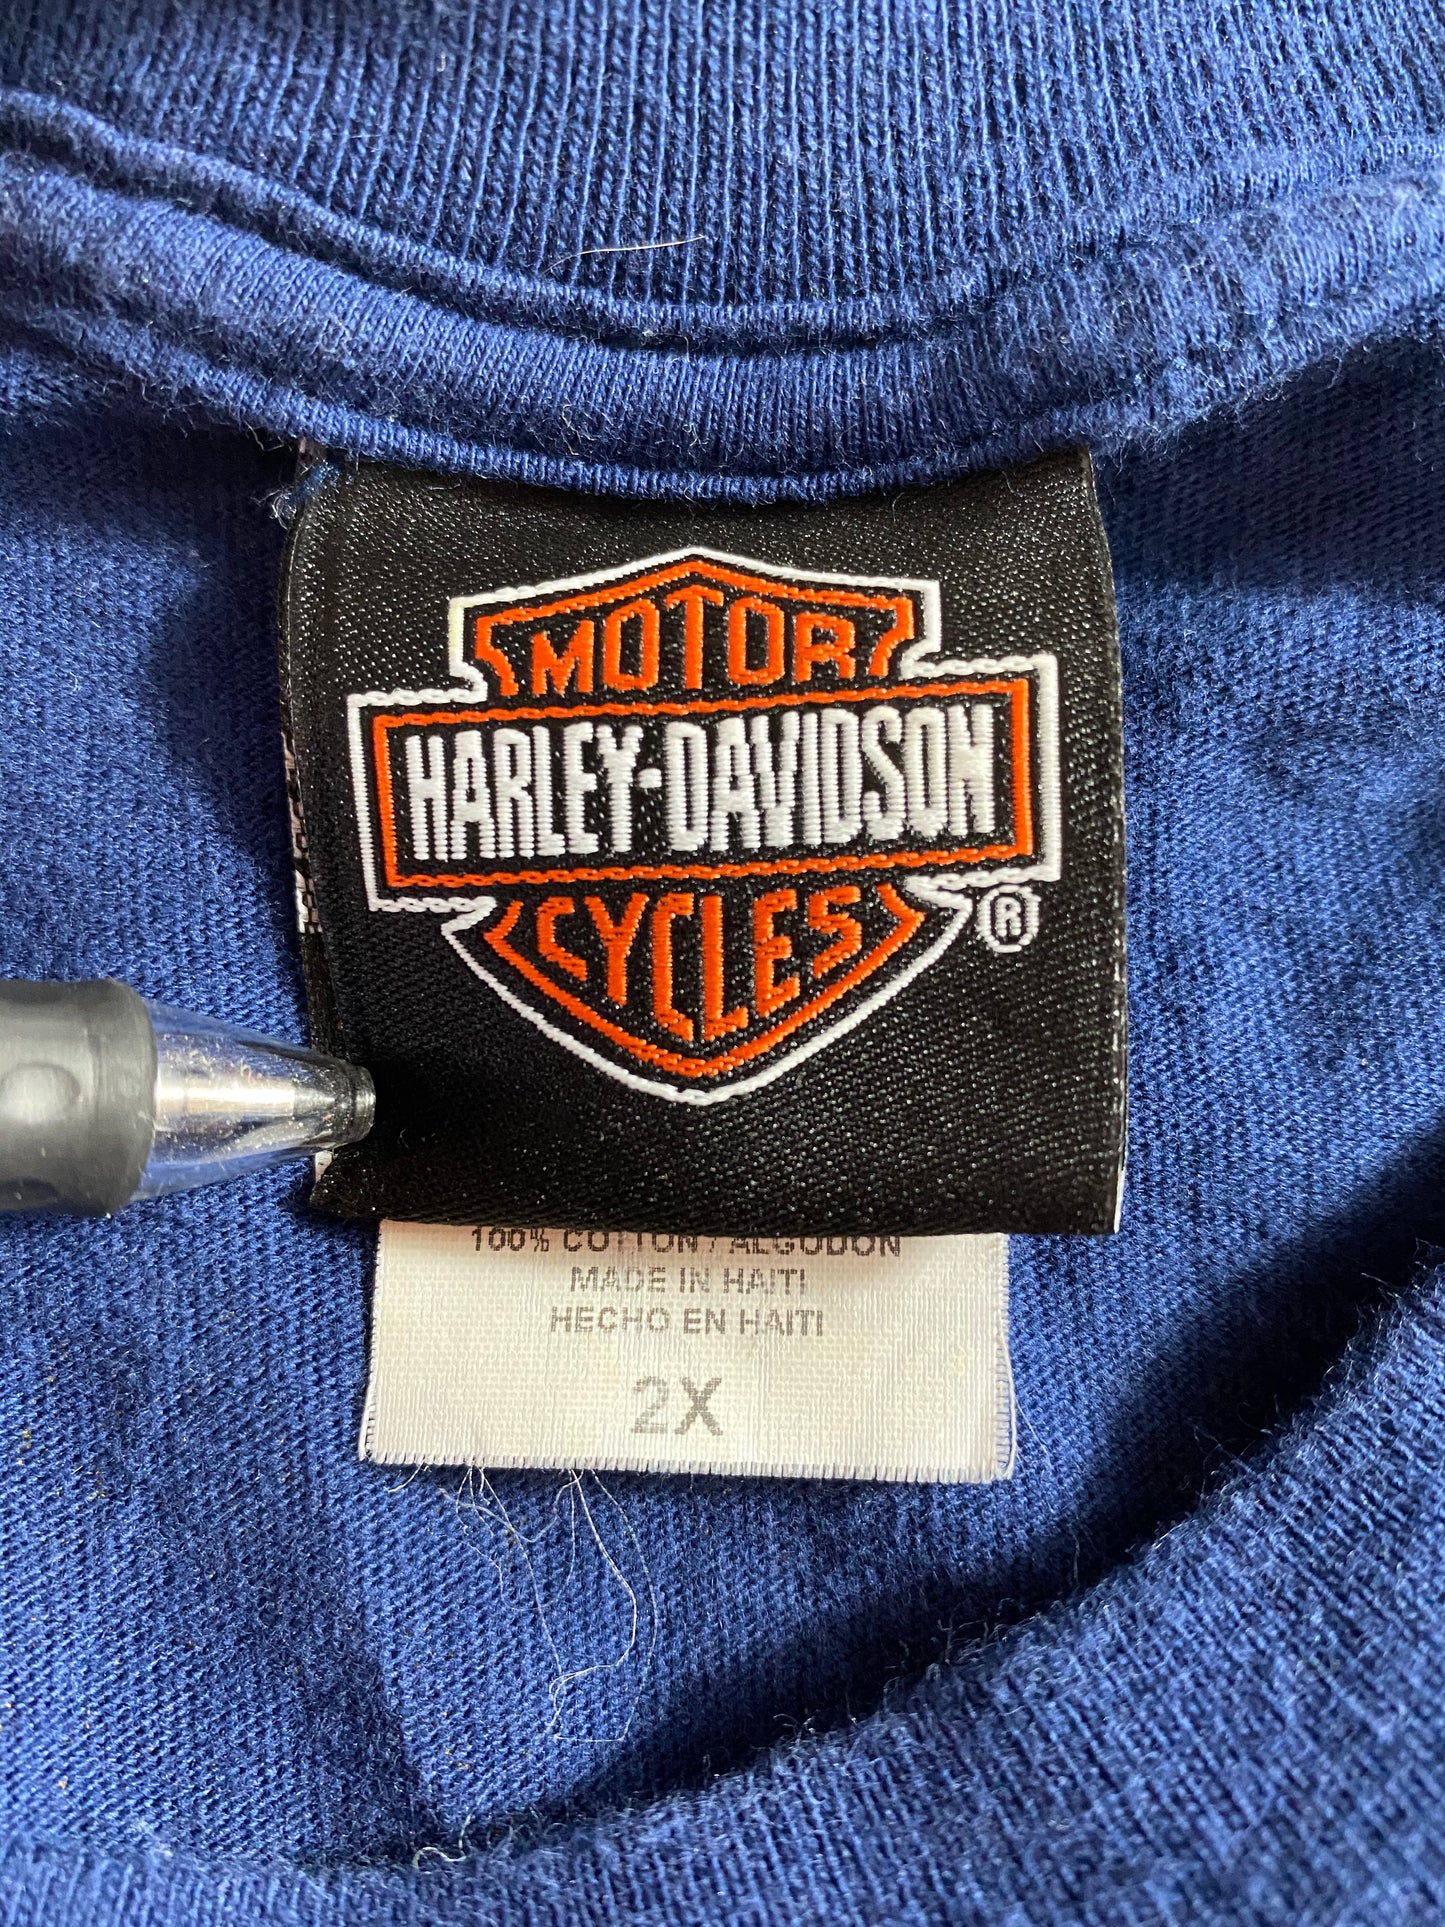 MOTOR
HARLEY-DAVIDSON
CYCLES
®
100% COTTON / ALGODON
MADE IN HAITI
HECHO EN HAITI
2X